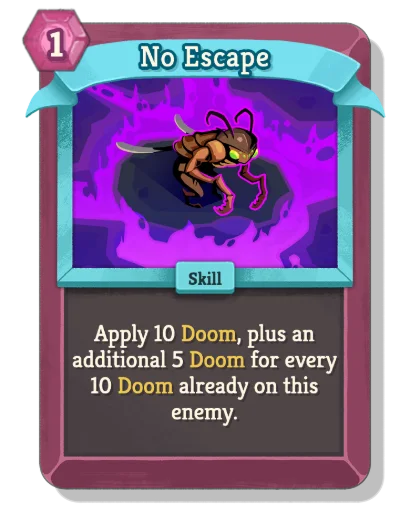 1
No Escape
Skill
Apply 10 Doom, plus an
additional 5 Doom for every
10 Doom already on this
enemy.